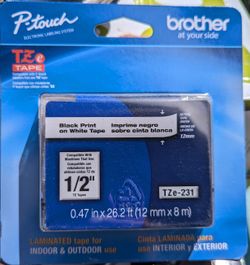 P-touch
ELECTRONIC LABELING SYSTEM
brother
at your side
TZe
TAPE
Black Print
on White Tape
Imprime negro
sobre cinta blanca
12mm
1/2"
TZ Tapes
TZe-231
0.47 in x 26.2 ft (12 mm x 8 m)
LAMINATED tape for
INDOOR & OUTDOOR use
Cinta LAMINADA para
uso INTERIOR y EXTERIOR